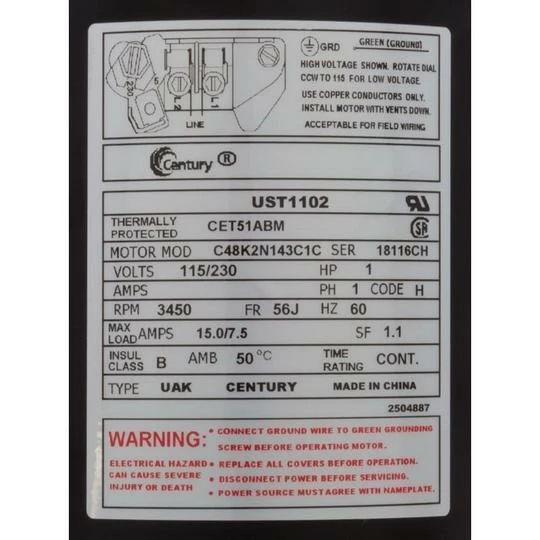 GRD
GREEN (GROUND)
HIGH VOLTAGE SHOWN. ROTATE DIAL
CCW TO 115 FOR LOW VOLTAGE.
USE COPPER CONDUCTORS ONLY.
INSTALL MOTOR WITH VENTS DOWN.
ACCEPTABLE FOR FIELD WIRING
230
5
L2
L1
LINE
Century ®
UST1102
THERMALLY PROTECTED CET51ABM
MOTOR MOD C48K2N143C1C SER 18116CH
VOLTS 115/230 HP 1
AMPS PH 1 CODE H
RPM 3450 FR 56J HZ 60
MAX LOAD AMPS 15.0/7.5 SF 1.1
INSUL CLASS B AMB 50°C TIME RATING CONT.
TYPE UAK CENTURY MADE IN CHINA
2504887
WARNING:
ELECTRICAL HAZARD
CAN CAUSE SEVERE
INJURY OR DEATH
• CONNECT GROUND WIRE TO GREEN GROUNDING
SCREW BEFORE OPERATING MOTOR.
• REPLACE ALL COVERS BEFORE OPERATION.
• DISCONNECT POWER BEFORE SERVICING.
• POWER SOURCE MUST AGREE WITH NAMEPLATE.